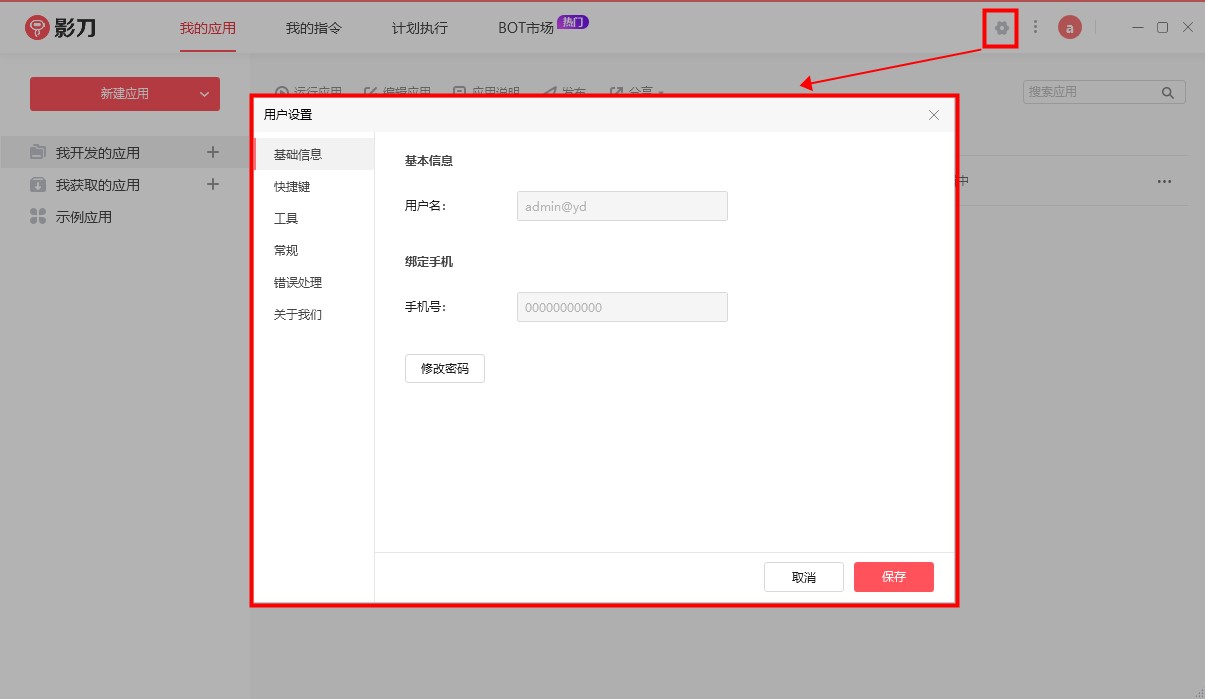 影刀
我的应用
我的指令
计划执行
BOT市场
热门
a
新建应用
运行应用
编辑应用
应用说明
发布
分享
搜索应用
我开发的应用
我获取的应用
示例应用
中
用户设置
基础信息
快捷键
工具
常规
错误处理
关于我们
基本信息
用户名:
admin@yd
绑定手机
手机号:
00000000000
修改密码
取消
保存